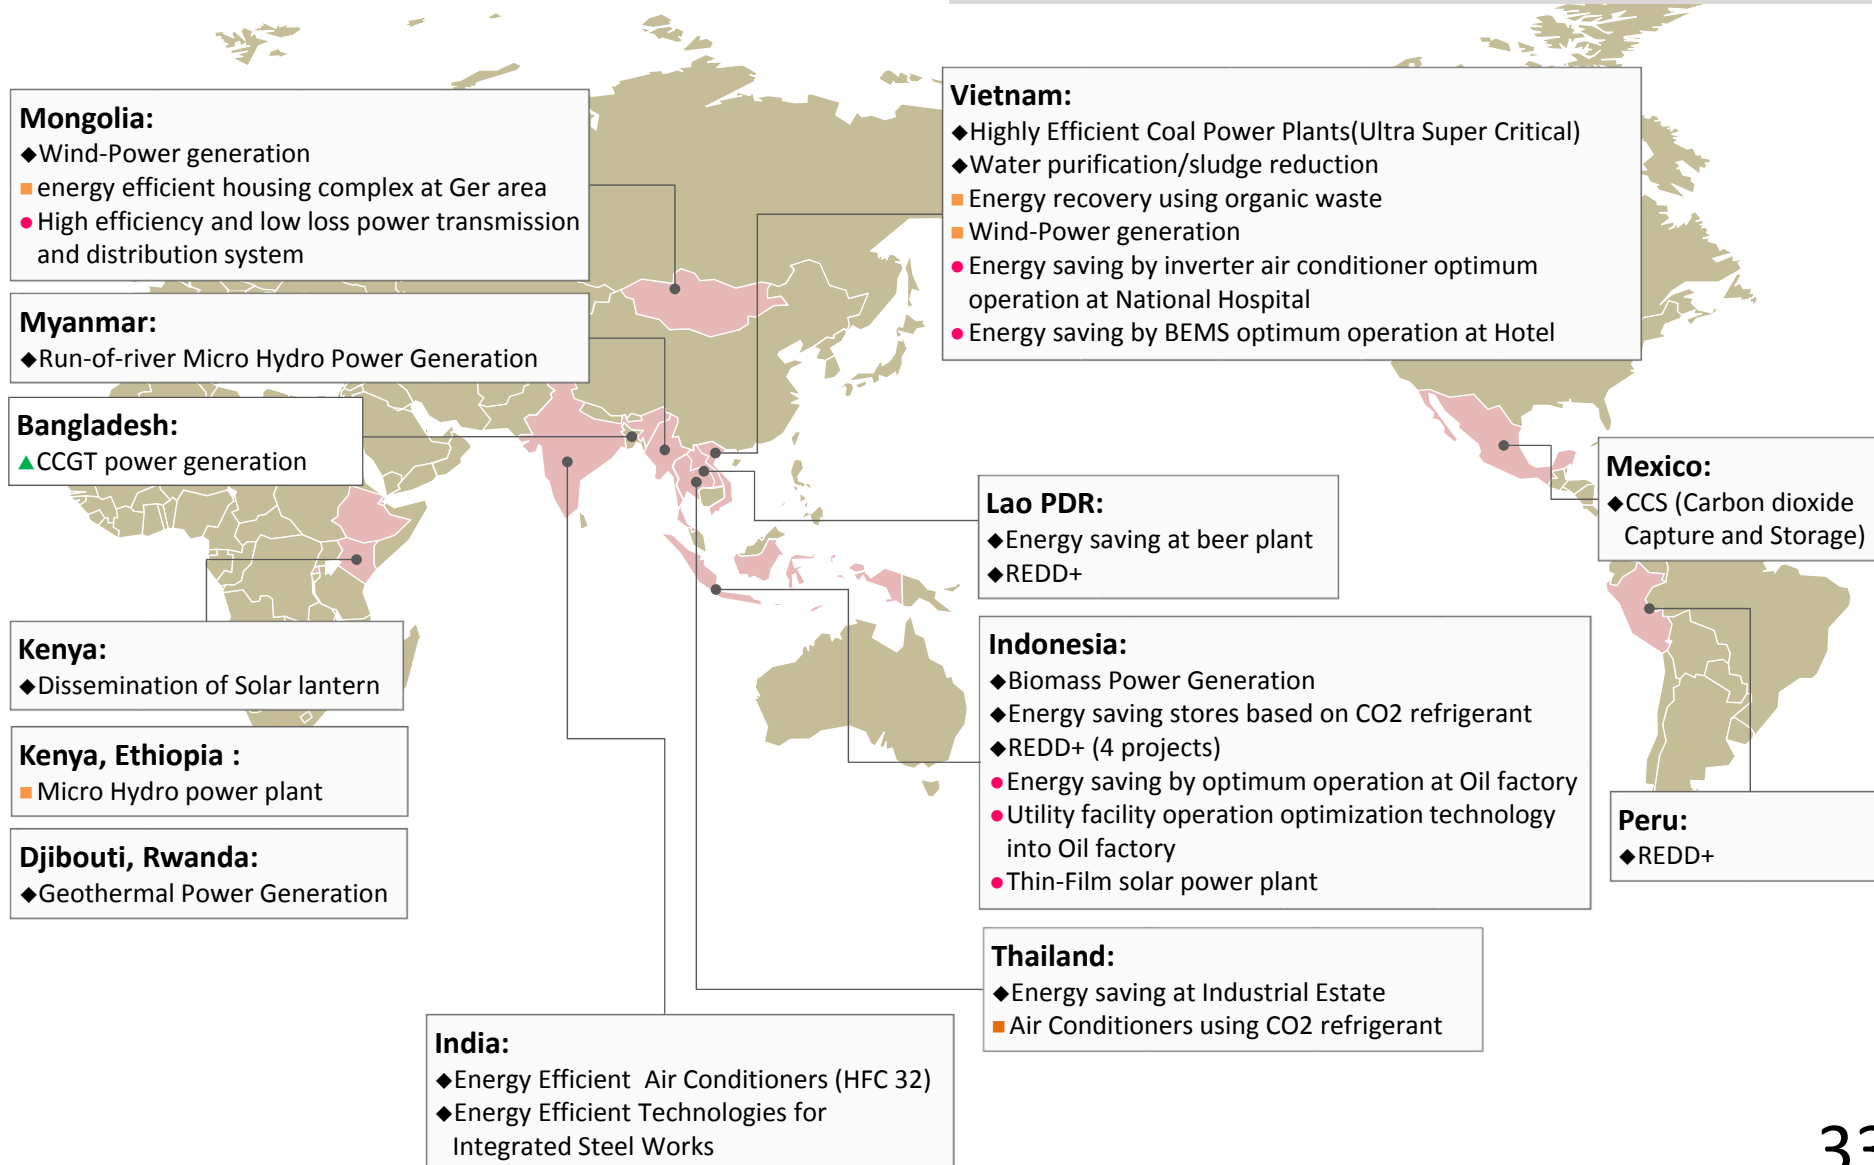 Mongolia:
◆Wind-Power generation
■energy efficient housing complex at Ger area
●High efficiency and low loss power transmission
and distribution system
Myanmar:
◆Run-of-river Micro Hydro Power Generation
Bangladesh:
▲CCGT power generation
Kenya:
◆Dissemination of Solar lantern
Kenya, Ethiopia :
■Micro Hydro power plant
Djibouti, Rwanda:
◆Geothermal Power Generation
India:
◆Energy Efficient Air Conditioners (HFC 32)
◆Energy Efficient Technologies for
Integrated Steel Works
Vietnam:
◆Highly Efficient Coal Power Plants(Ultra Super Critical)
◆Water purification/sludge reduction
■Energy recovery using organic waste
■Wind-Power generation
●Energy saving by inverter air conditioner optimum
operation at National Hospital
●Energy saving by BEMS optimum operation at Hotel
Lao PDR:
◆Energy saving at beer plant
◆REDD+
Indonesia:
◆Biomass Power Generation
◆Energy saving stores based on CO2 refrigerant
◆REDD+ (4 projects)
●Energy saving by optimum operation at Oil factory
●Utility facility operation optimization technology
into Oil factory
●Thin-Film solar power plant
Thailand:
◆Energy saving at Industrial Estate
■Air Conditioners using CO2 refrigerant
Mexico:
◆CCS (Carbon dioxide
Capture and Storage)
Peru:
◆REDD+
33